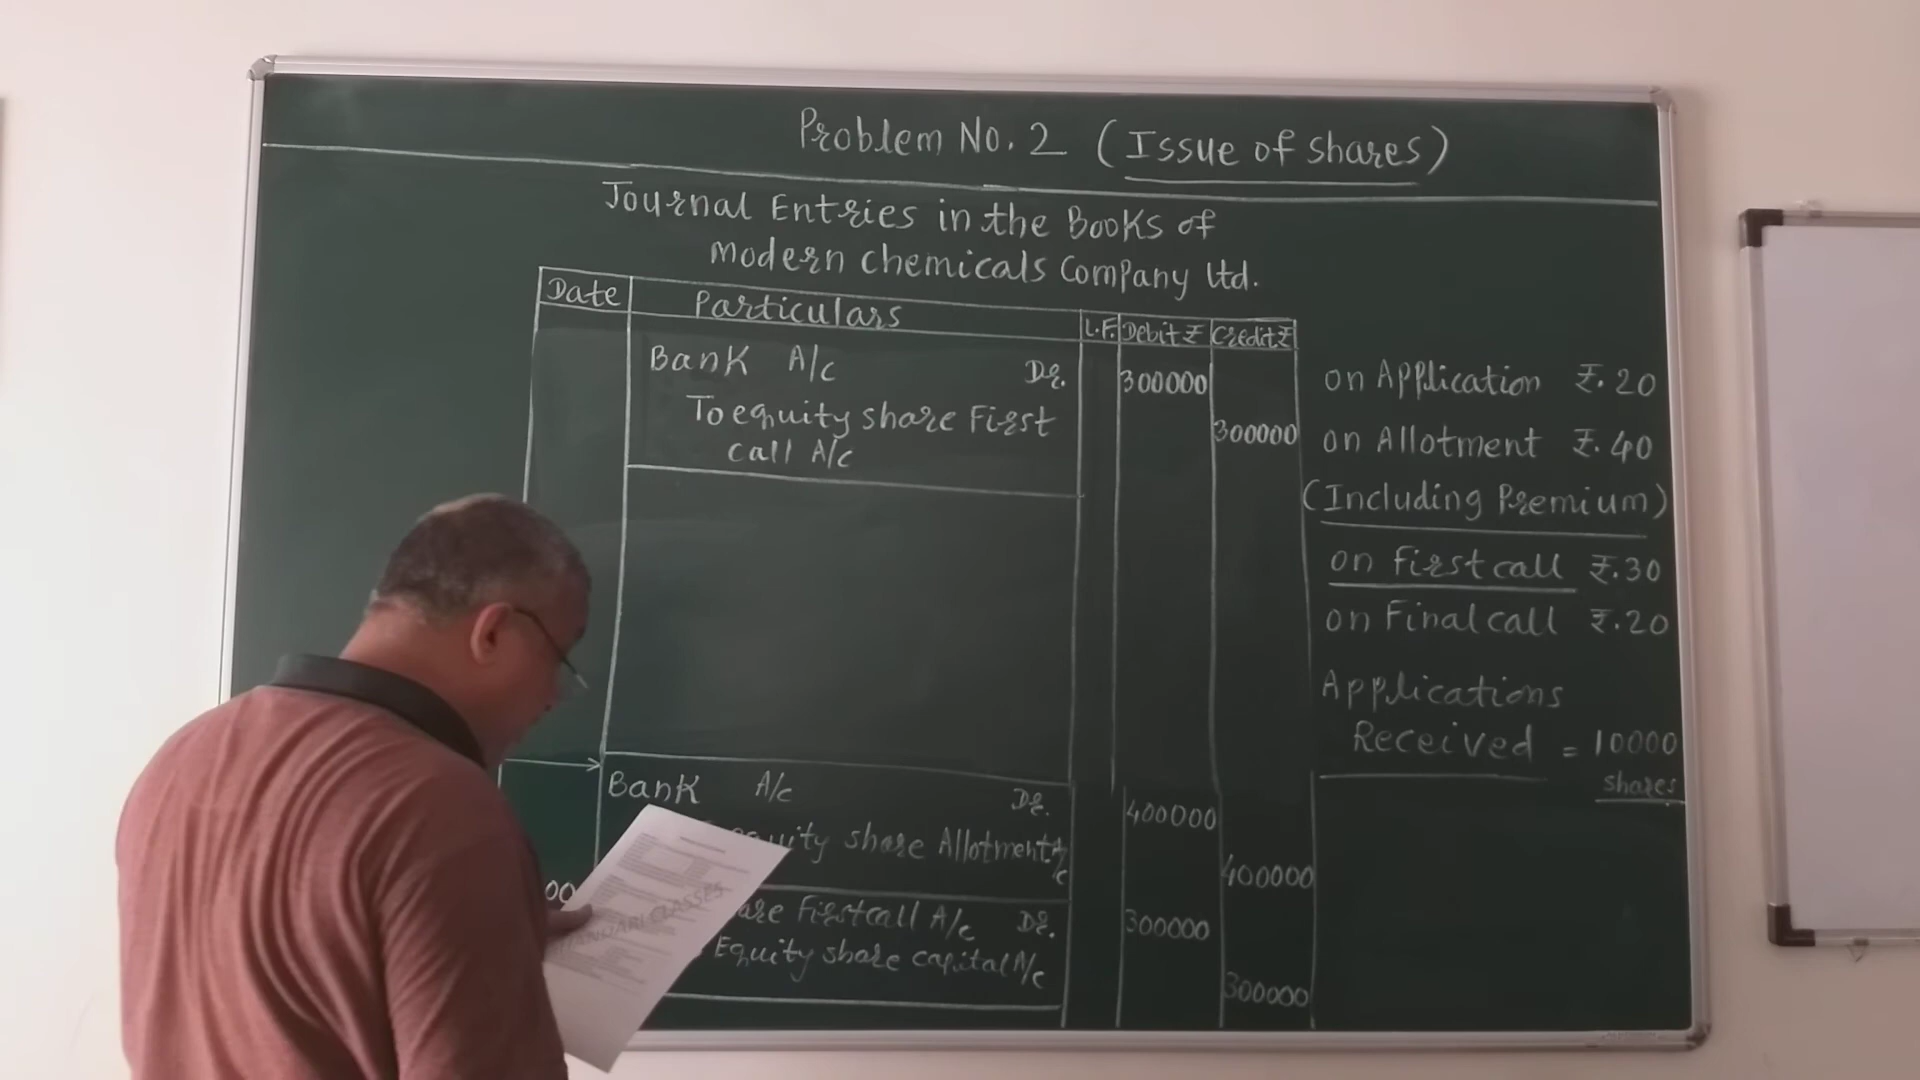 Problem No. 2 (Issue of shares)
Journal Entries in the Books of
Modern Chemicals Company Ltd.
Date Particulars L.F. Debit ₹ Credit ₹
Bank A/c Dr. 300000
To equity share First 300000
call A/c
Bank A/c Dr. 400000
share Allotment A/c 400000
00
First call A/c Dr. 300000
Equity share capital A/c 300000
on Application ₹. 20
on Allotment ₹. 40
(Including Premium)
on First call ₹.30
on Final call ₹.20
Applications
Received = 10000
shares
CLASSES